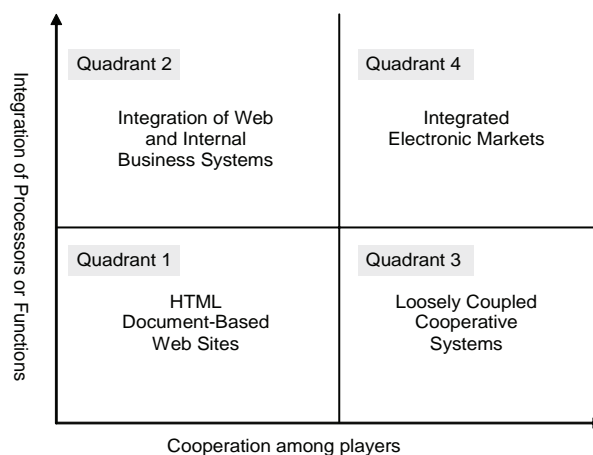 Quadrant 2
Integration of Web
and Internal
Business Systems
Quadrant 4
Integrated
Electronic Markets
Quadrant 1
HTML
Document-Based
Web Sites
Quadrant 3
Loosely Coupled
Cooperative
Systems
Integration of Processors or Functions
Cooperation among players